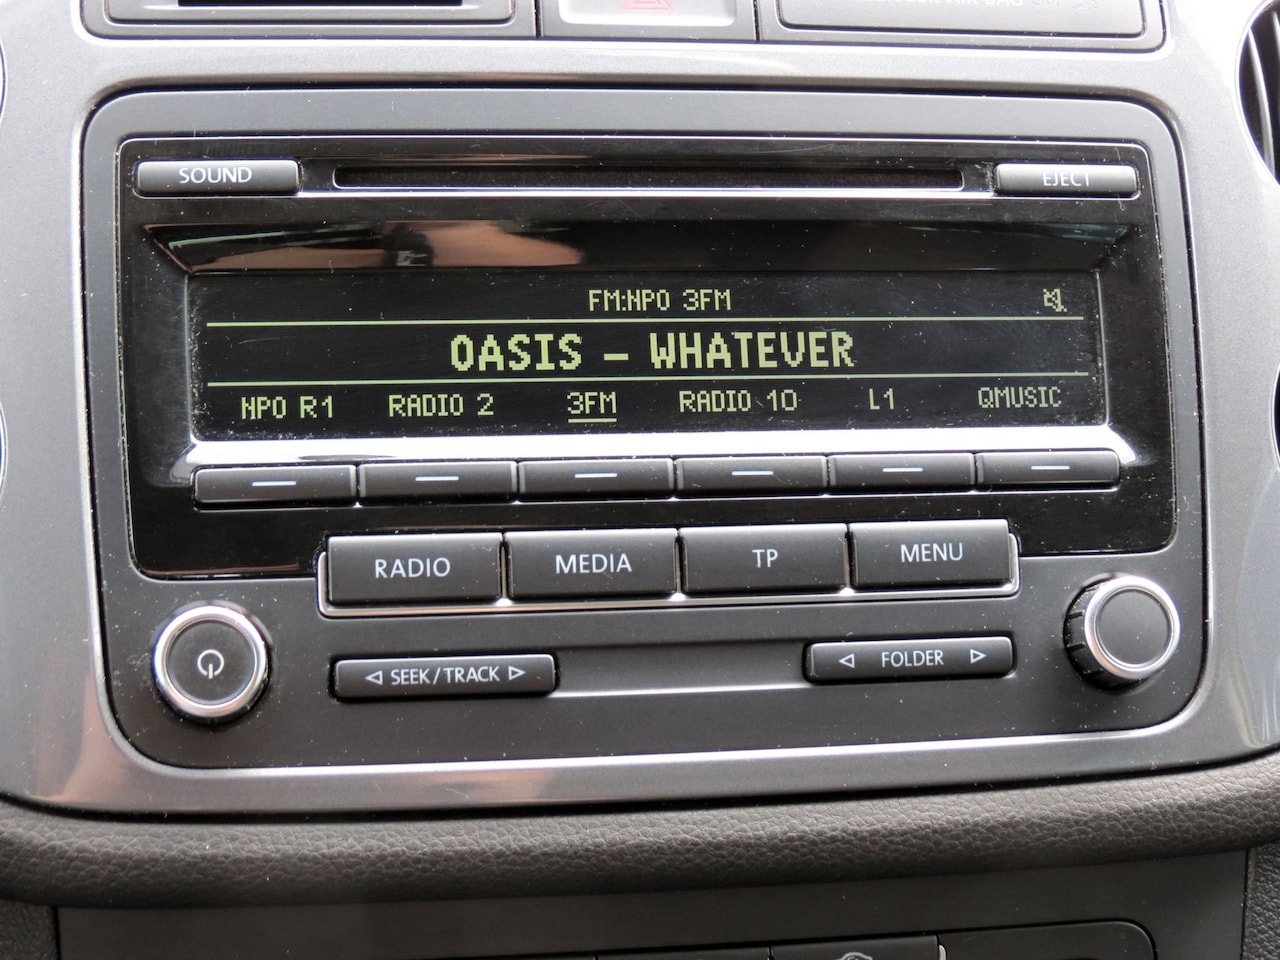 SOUND
EJECT
FM:NPO 3FM
OASIS - WHATEVER
NPO R1 RADIO 2 3FM RADIO 10 L1 QMUSIC
RADIO MEDIA TP MENU
SEEK/TRACK FOLDER